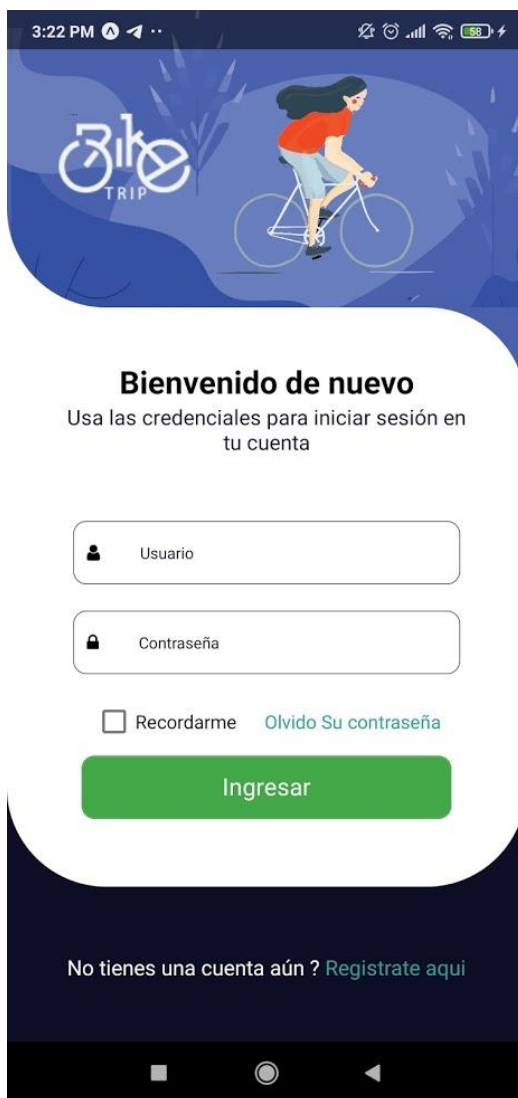 3:22 PM
58
Bike
TRIP
Bienvenido de nuevo
Usa las credenciales para iniciar sesión en
tu cuenta
Usuario
Contraseña
Recordarme Olvido Su contraseña
Ingresar
No tienes una cuenta aún ? Registrate aqui